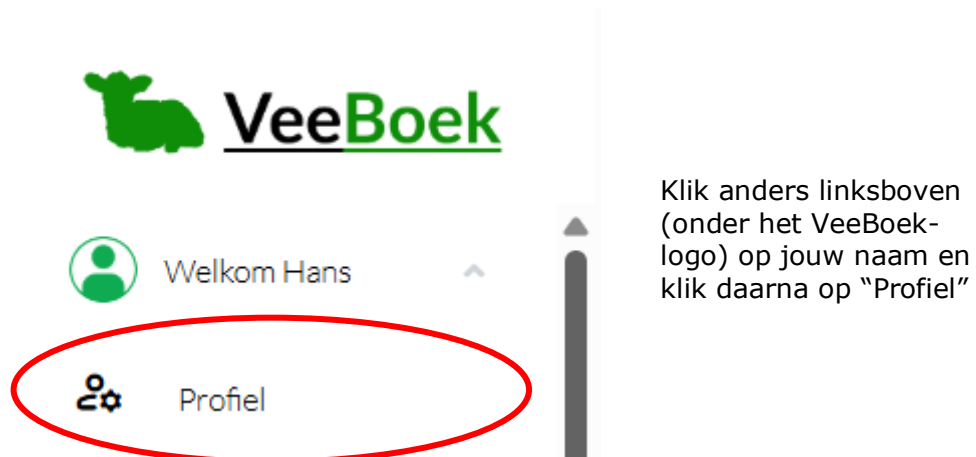 VeeBoek
Welkom Hans
Profiel
Klik anders linksboven
(onder het VeeBoek-
logo) op jouw naam en
klik daarna op “Profiel”